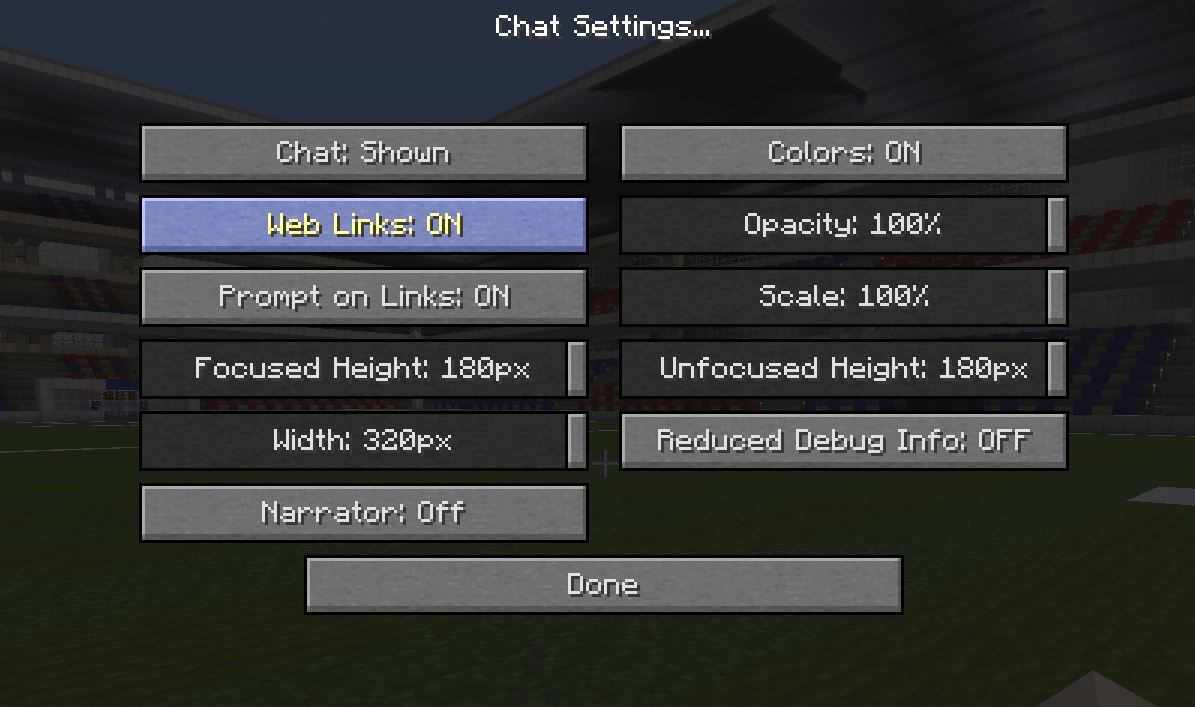 Chat Settings...
Chat: Shown
Colors: ON
Web Links: ON
Opacity: 100%
Prompt on Links: ON
Scale: 100%
Focused Height: 180px
Unfocused Height: 180px
Width: 320px
Reduced Debug Info: OFF
Narrator: Off
Done